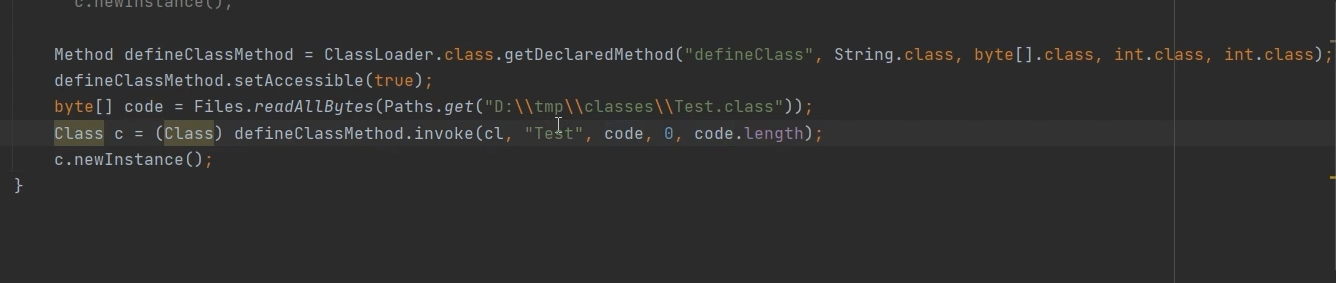 c.newInstance();
Method defineClassMethod = ClassLoader.class.getDeclaredMethod("defineClass", String.class, byte[].class, int.class, int.class);
defineClassMethod.setAccessible(true);
byte[] code = Files.readAllBytes(Paths.get("D:\\tmp\\classes\\Test.class"));
Class c = (Class) defineClassMethod.invoke(cl, "Test", code, 0, code.length);
c.newInstance();
}